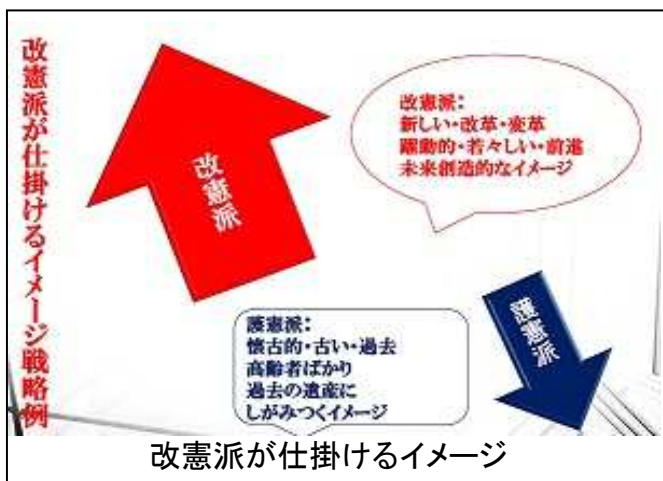 改憲派が仕掛けるイメージ戦略例
改憲派
改憲派：
新しい・改革・変革
躍動的・若々しい・前進
未来創造的なイメージ
護憲派：
懐古的・古い・過去
高齢者ばかり
過去の遺産に
しがみつくイメージ
護憲派
改憲派が仕掛けるイメージ